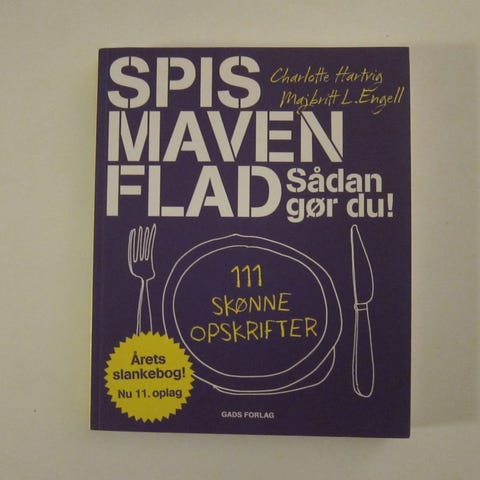 SPIS
MAVEN
FLAD
Sådan
gør du!
Charlotte Hartvig
Majbritt L. Engell
111
SKØNNE
OPSKRIFTER
Årets
slankebog!
Nu 11. oplag
GADS FORLAG